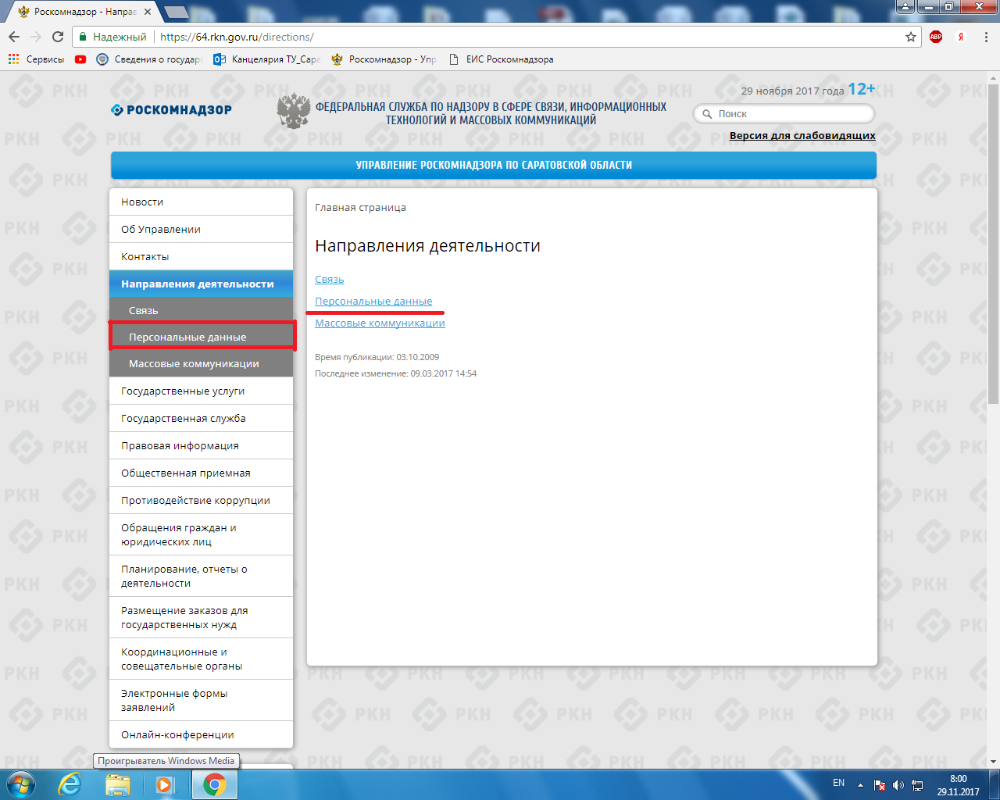 Роскомнадзор - Направ
Надежный
https://64.rkn.gov.ru/directions/
ABP
Я
Сервисы
Сведения о государс
Канцелярия ТУ_Сара
Роскомнадзор - Упр
ЕИС Роскомнадзора
29 ноября 2017 года 12+
РОСКОМНАДЗОР
ФЕДЕРАЛЬНАЯ СЛУЖБА ПО НАДЗОРУ В СФЕРЕ СВЯЗИ, ИНФОРМАЦИОННЫХ
ТЕХНОЛОГИЙ И МАССОВЫХ КОММУНИКАЦИЙ
Поиск
Версия для слабовидящих
УПРАВЛЕНИЕ РОСКОМНАДЗОРА ПО САРАТОВСКОЙ ОБЛАСТИ
Новости
Об Управлении
Контакты
Направления деятельности
Связь
Персональные данные
Массовые коммуникации
Государственные услуги
Государственная служба
Правовая информация
Общественная приемная
Противодействие коррупции
Обращения граждан и
юридических лиц
Планирование, отчеты о
деятельности
Размещение заказов для
государственных нужд
Координационные и
совещательные органы
Электронные формы
заявлений
Онлайн-конференции
Главная страница
Направления деятельности
Связь
Персональные данные
Массовые коммуникации
Время публикации: 03.10.2009
Последнее изменение: 09.03.2017 14:54
РКН
Проигрыватель Windows Media
EN
8:00
29.11.2017